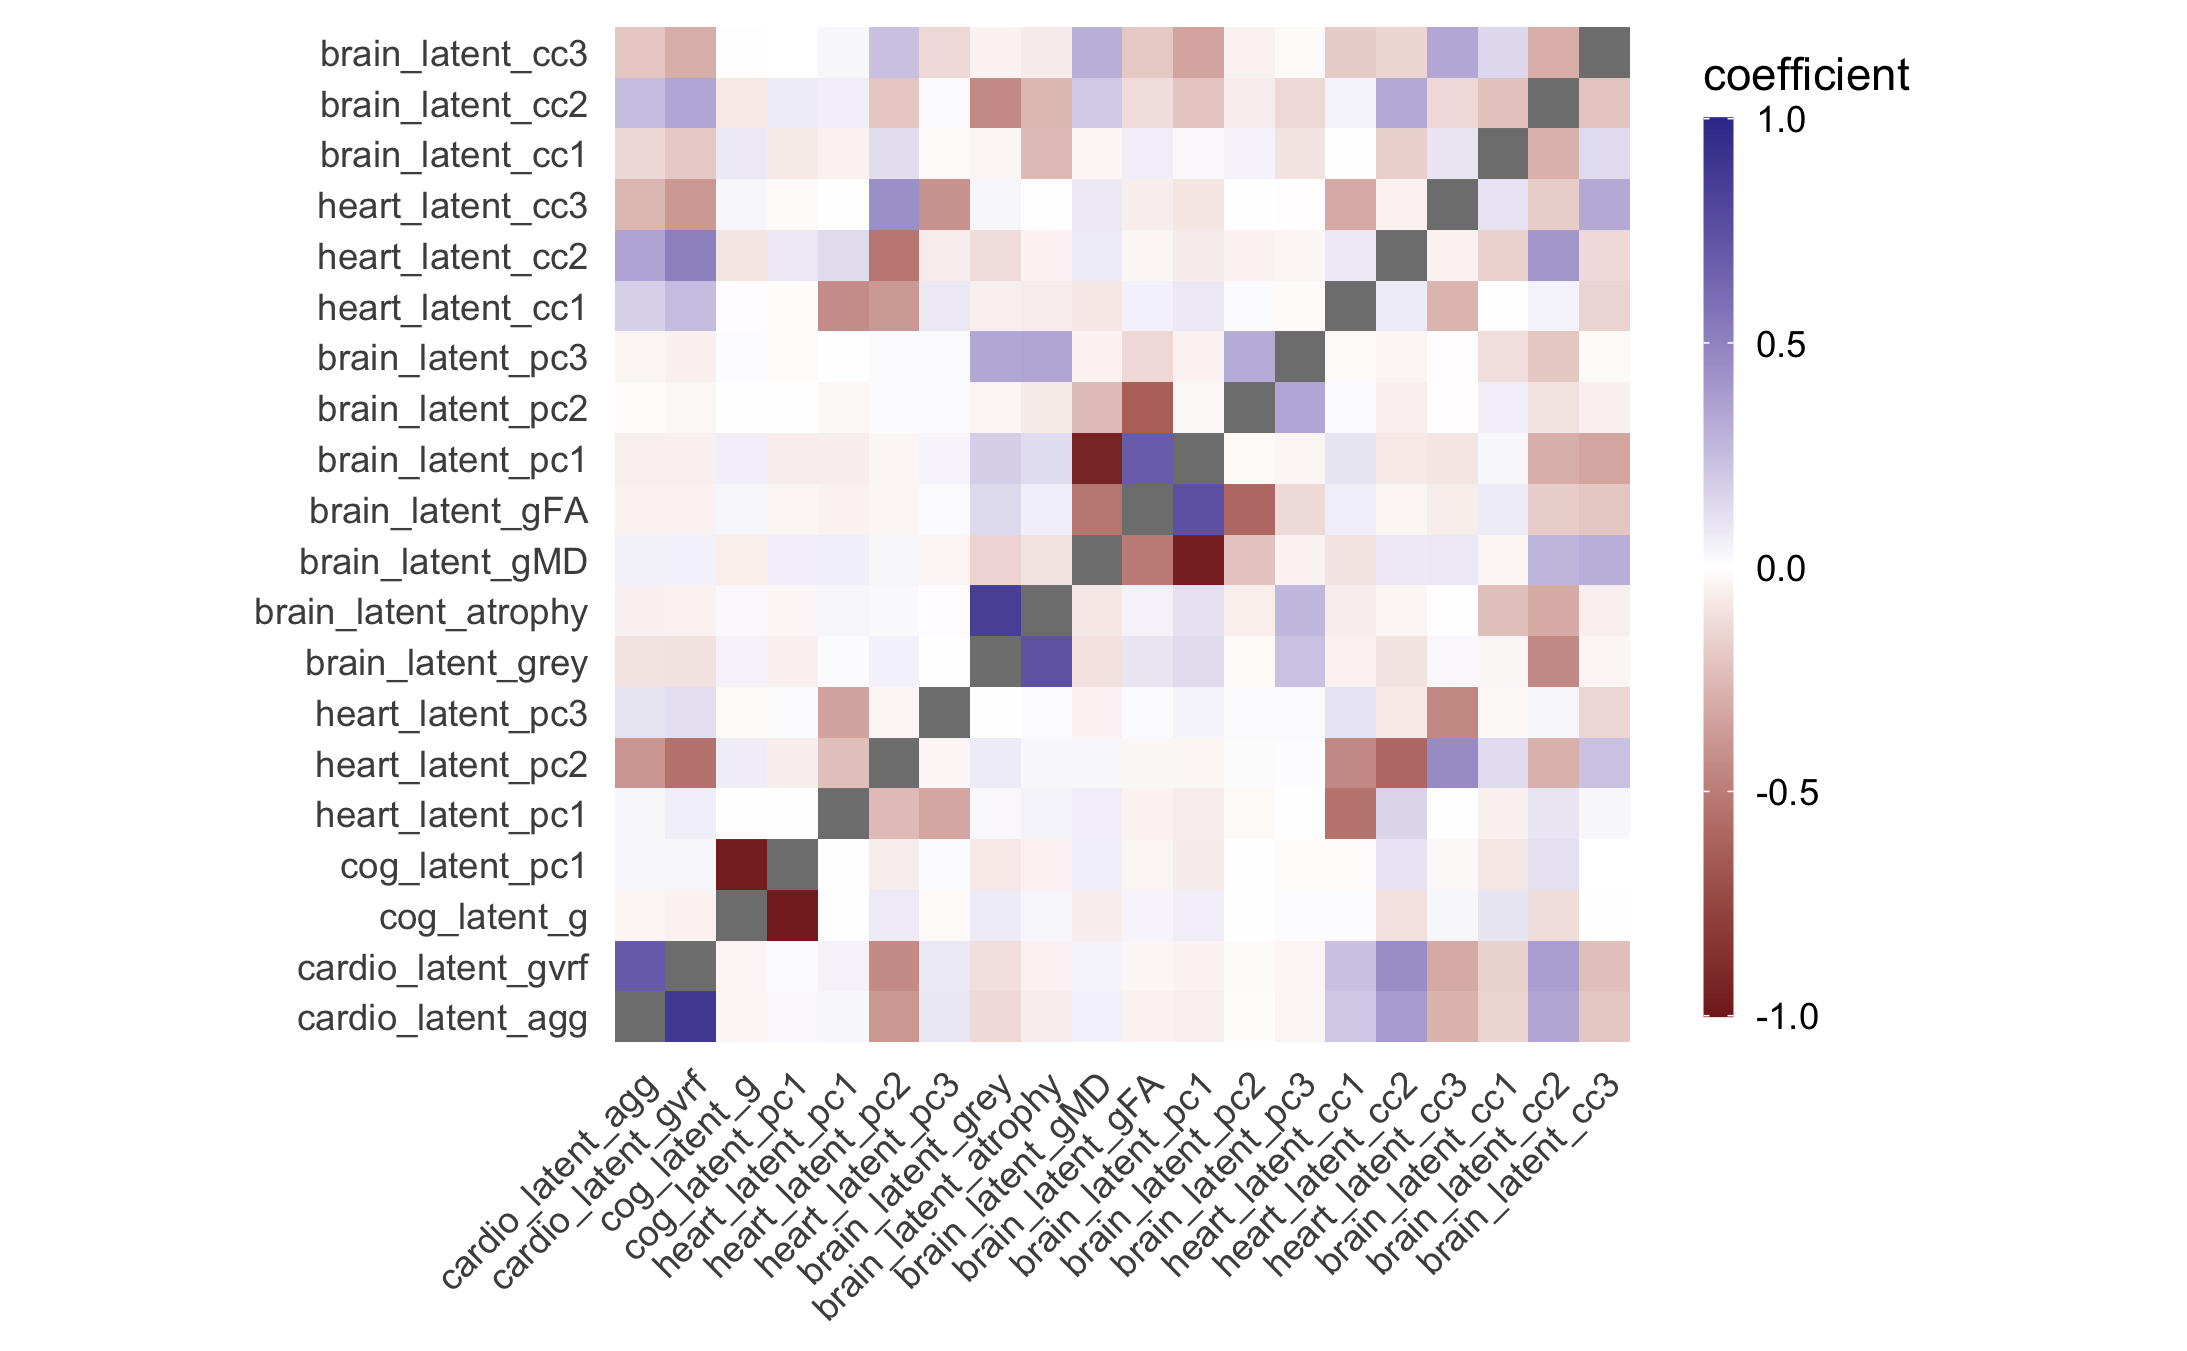 brain_latent_cc3
brain_latent_cc2
brain_latent_cc1
heart_latent_cc3
heart_latent_cc2
heart_latent_cc1
brain_latent_pc3
brain_latent_pc2
brain_latent_pc1
brain_latent_gFA
brain_latent_gMD
brain_latent_atrophy
brain_latent_grey
heart_latent_pc3
heart_latent_pc2
heart_latent_pc1
cog_latent_pc1
cog_latent_g
cardio_latent_gvrf
cardio_latent_agg
cardio_latent_agg
cardio_latent_gvrf
cog_latent_g
cog_latent_pc1
heart_latent_pc1
heart_latent_pc2
heart_latent_pc3
brain_latent_grey
brain_latent_atrophy
brain_latent_gMD
brain_latent_gFA
brain_latent_pc1
brain_latent_pc2
brain_latent_pc3
heart_latent_cc1
heart_latent_cc2
heart_latent_cc3
brain_latent_cc1
brain_latent_cc2
brain_latent_cc3
coefficient
1.0
0.5
0.0
-0.5
-1.0